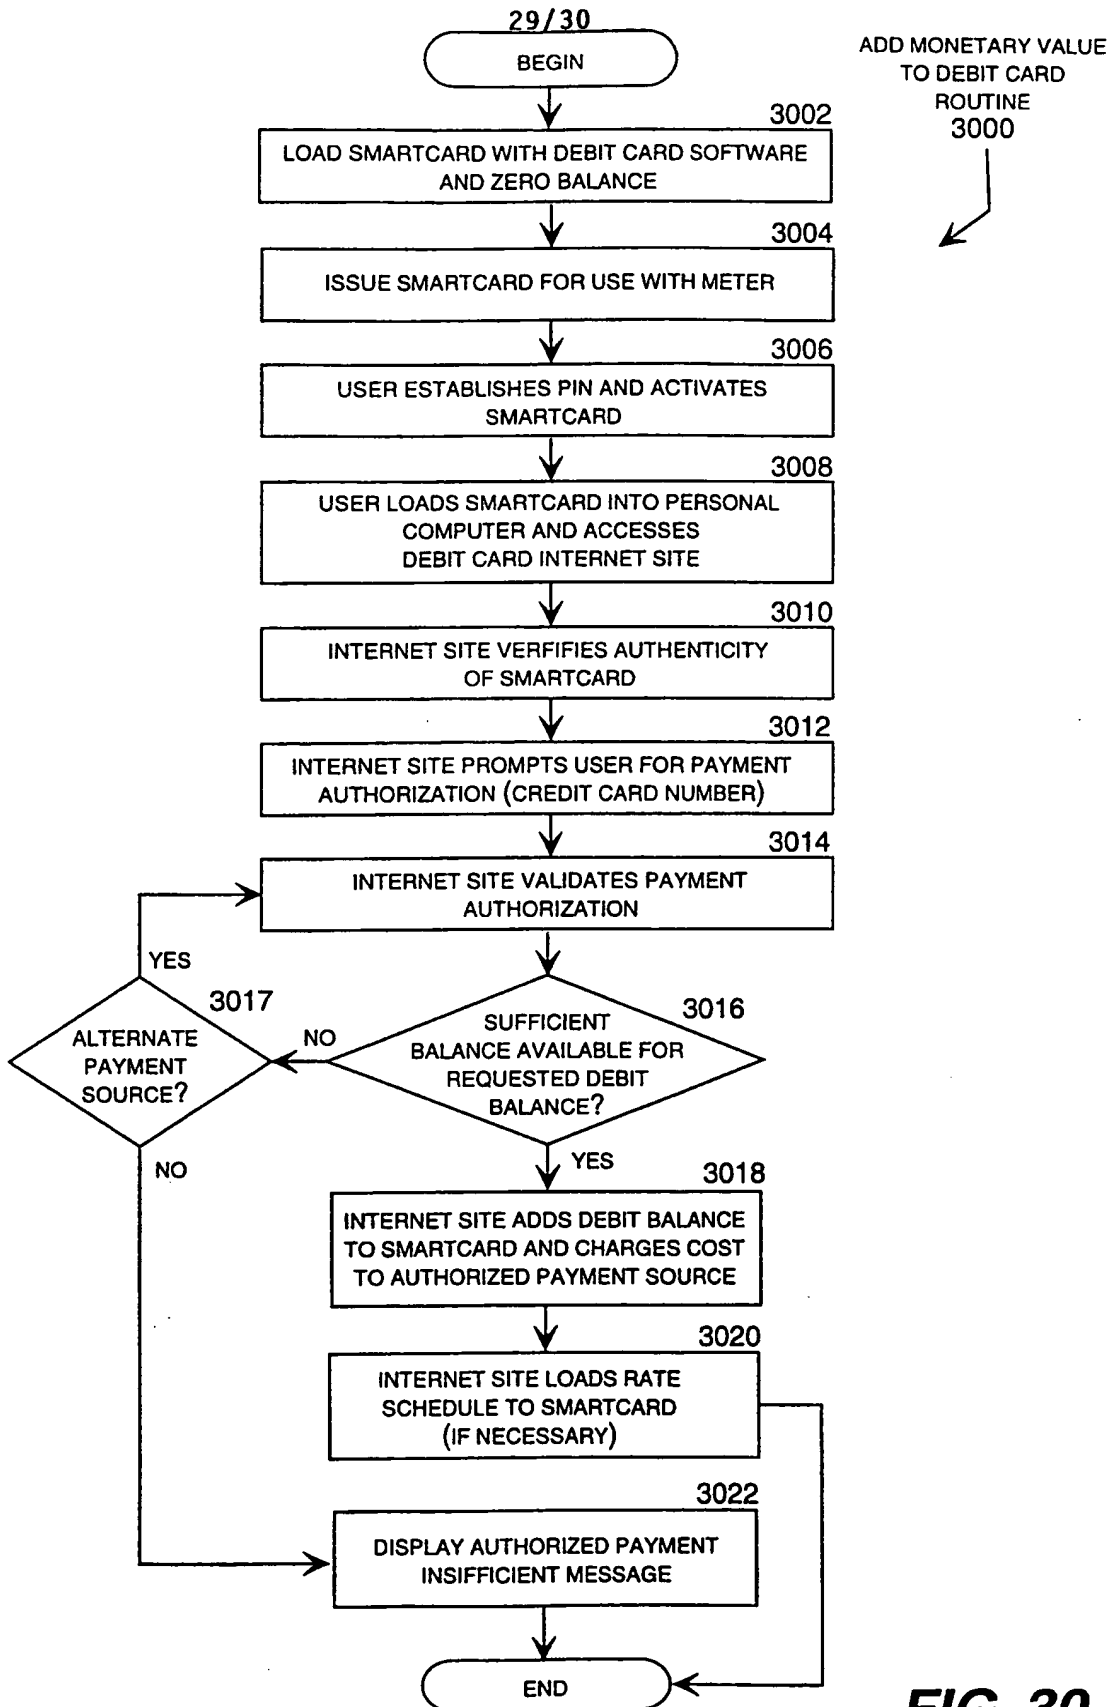 29/30
BEGIN
ADD MONETARY VALUE
TO DEBIT CARD
ROUTINE
3000
3002
LOAD SMARTCARD WITH DEBIT CARD SOFTWARE
AND ZERO BALANCE
3004
ISSUE SMARTCARD FOR USE WITH METER
3006
USER ESTABLISHES PIN AND ACTIVATES
SMARTCARD
3008
USER LOADS SMARTCARD INTO PERSONAL
COMPUTER AND ACCESSES
DEBIT CARD INTERNET SITE
3010
INTERNET SITE VERFIFIES AUTHENTICITY
OF SMARTCARD
3012
INTERNET SITE PROMPTS USER FOR PAYMENT
AUTHORIZATION (CREDIT CARD NUMBER)
3014
INTERNET SITE VALIDATES PAYMENT
AUTHORIZATION
YES
3017
ALTERNATE
PAYMENT
SOURCE?
NO
NO
3016
SUFFICIENT
BALANCE AVAILABLE FOR
REQUESTED DEBIT
BALANCE?
YES
3018
INTERNET SITE ADDS DEBIT BALANCE
TO SMARTCARD AND CHARGES COST
TO AUTHORIZED PAYMENT SOURCE
3020
INTERNET SITE LOADS RATE
SCHEDULE TO SMARTCARD
(IF NECESSARY)
3022
DISPLAY AUTHORIZED PAYMENT
INSIFFICIENT MESSAGE
END
FIG. 30